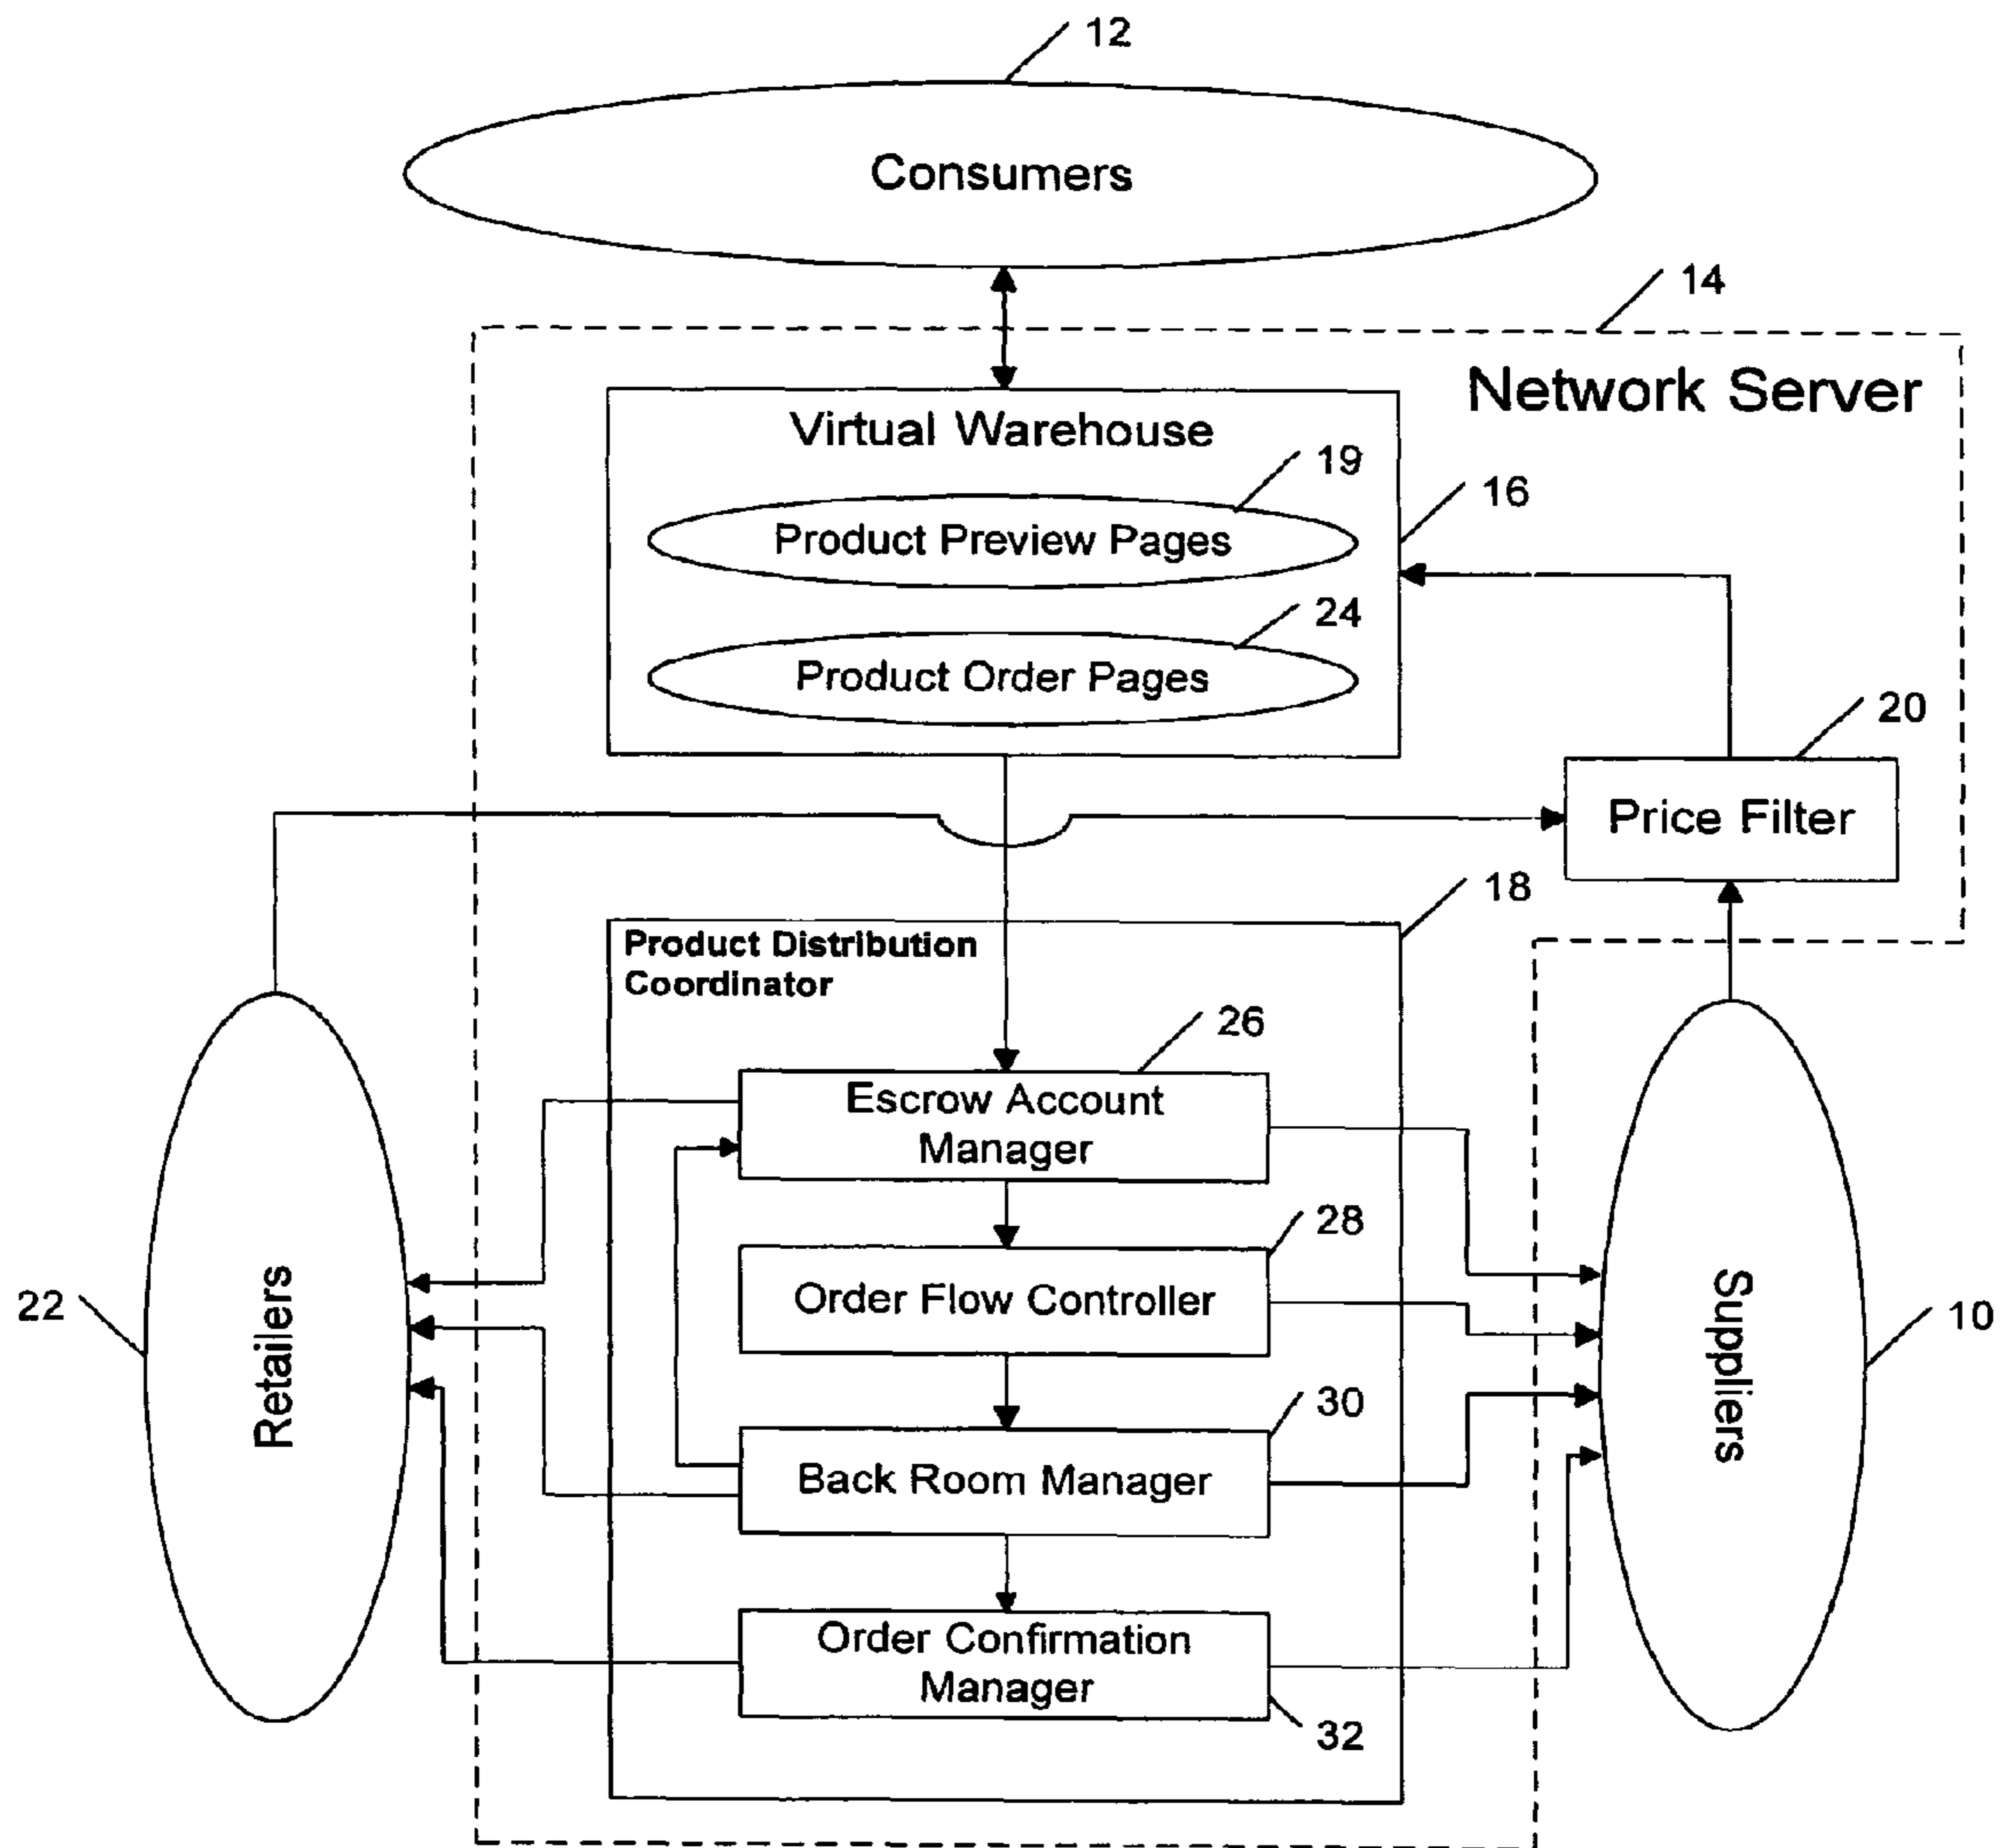 12
Consumers
14
Network Server
Virtual Warehouse
19
16
Product Preview Pages
24
Product Order Pages
20
Price Filter
18
Product Distribution
Coordinator
26
Escrow Account
Manager
28
Order Flow Controller
22
Retailers
Suppliers
10
30
Back Room Manager
Order Confirmation
Manager
32